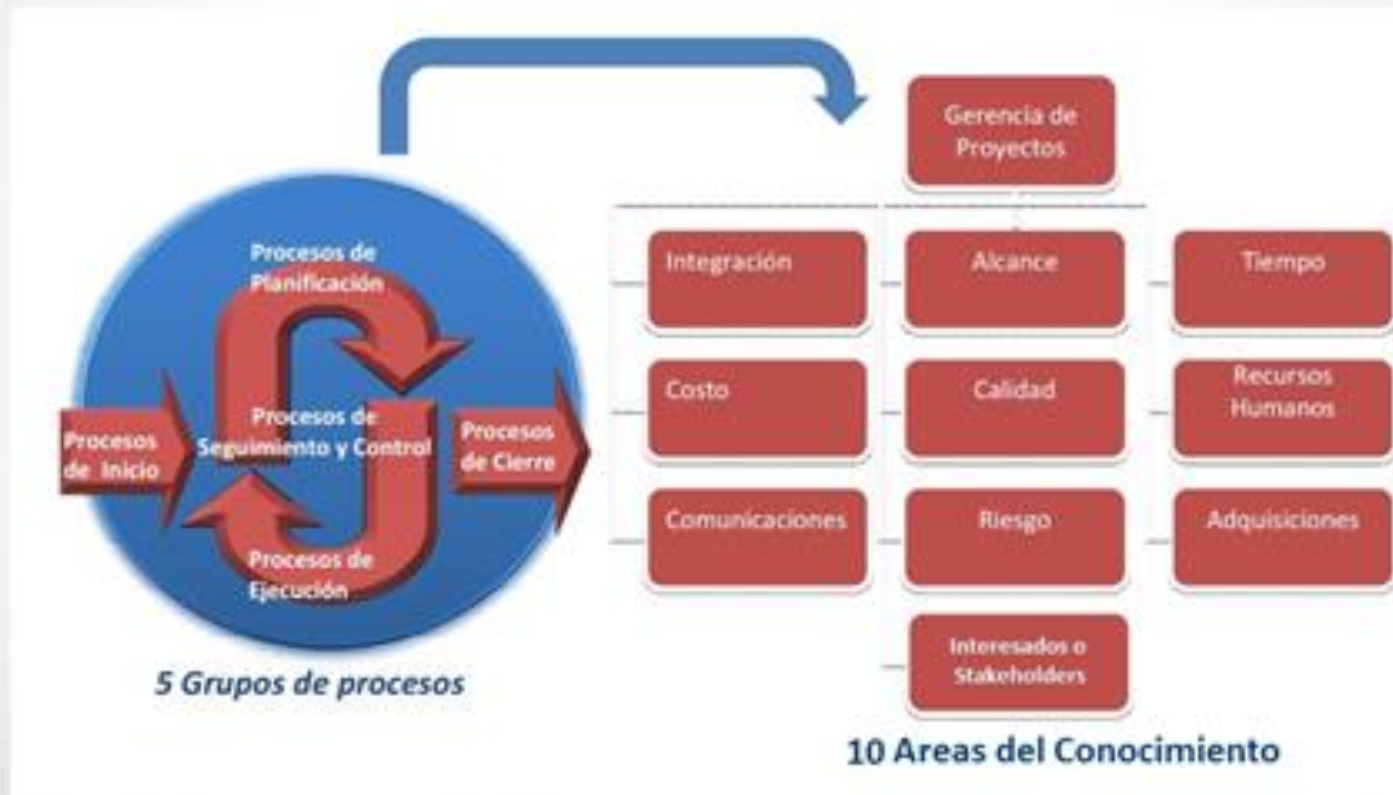 Gerencia de
Proyectos
Procesos de
Planificación
Procesos
de Inicio
Procesos de
Seguimiento y Control
Procesos
de Cierre
Procesos de
Ejecución
5 Grupos de procesos
Integración
Alcance
Tiempo
Costo
Calidad
Recursos
Humanos
Comunicaciones
Riesgo
Adquisiciones
Interesados o
Stakeholders
10 Areas del Conocimiento